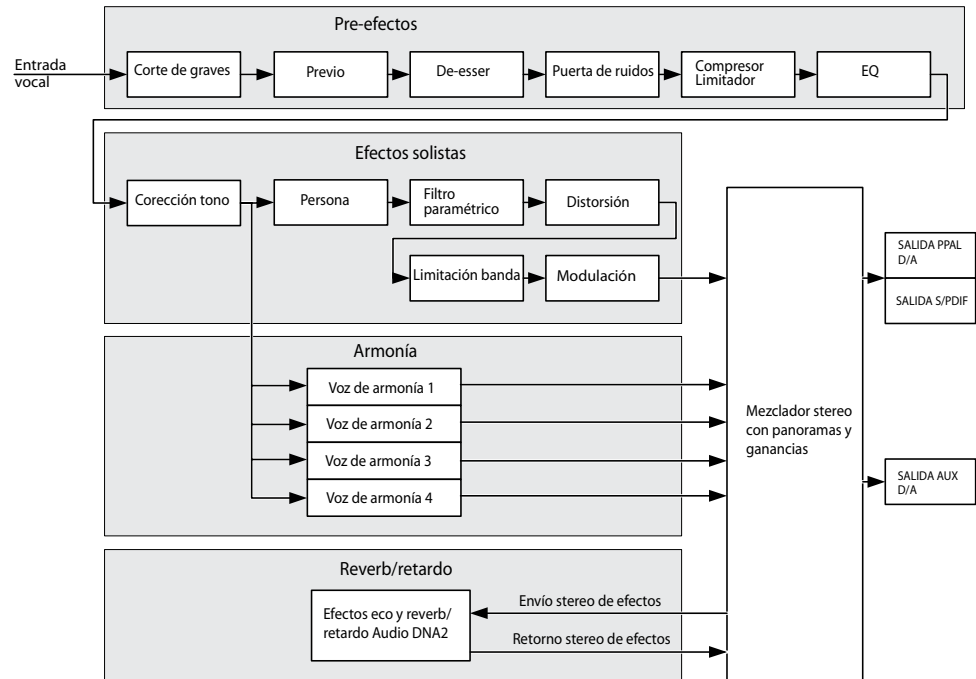 Pre-efectos
Entrada
vocal
Corte de graves
Previo
De-esser
Puerta de ruidos
Compresor
Limitador
EQ
Efectos solistas
Corección tono
Persona
Filtro
paramétrico
Distorsión
Limitación banda
Modulación
SALIDA PPAL
D/A
SALIDA S/PDIF
Armonía
Voz de armonía 1
Voz de armonía 2
Voz de armonía 3
Voz de armonía 4
Mezclador stereo
con panoramas y
ganancias
SALIDA AUX
D/A
Reverb/retardo
Efectos eco y reverb/
retardo Audio DNA2
Envío stereo de efectos
Retorno stereo de efectos